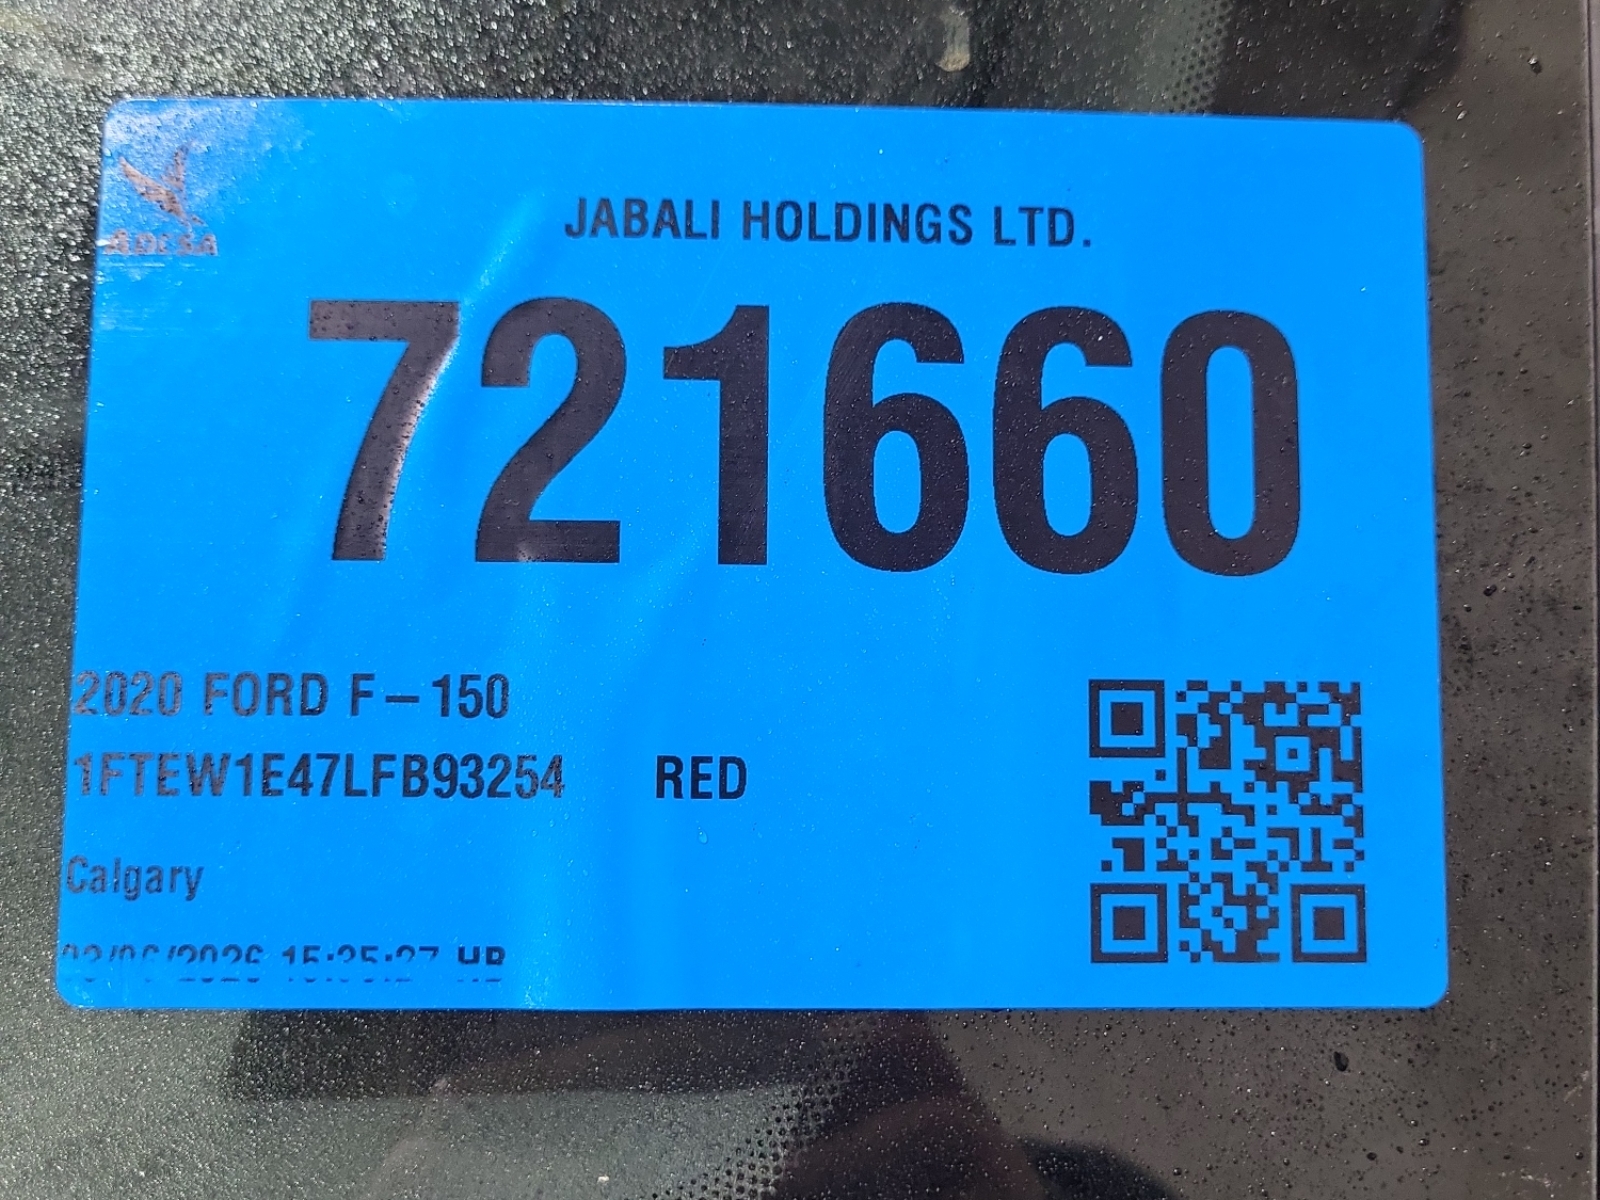 ADESA
JABALI HOLDINGS LTD.
721660
2020 FORD F-150
1FTEW1E47LFB93254 RED
Calgary